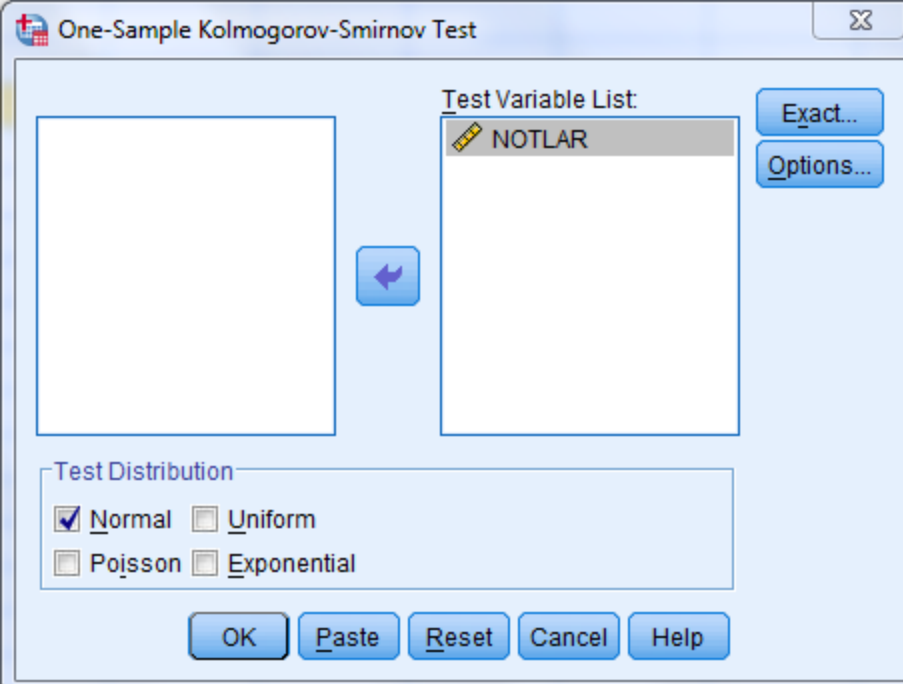 One-Sample Kolmogorov-Smirnov Test
Test Variable List:
NOTLAR
Exact...
Options...
Test Distribution
Normal Uniform
Poisson Exponential
OK Paste Reset Cancel Help